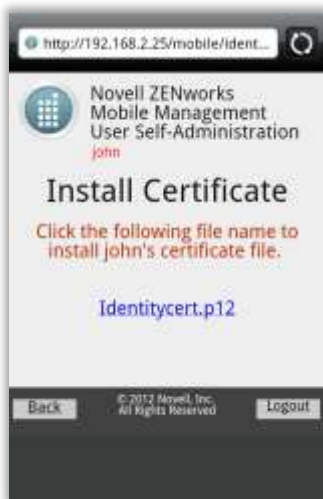 http://192.168.2.25/mobile/ident...
Novell ZENworks
Mobile Management
User Self-Administration
john
Install Certificate
Click the following file name to
install john's certificate file.
Identitycert.p12
Back
© 2012 Novell, Inc.
All Rights Reserved
Logout